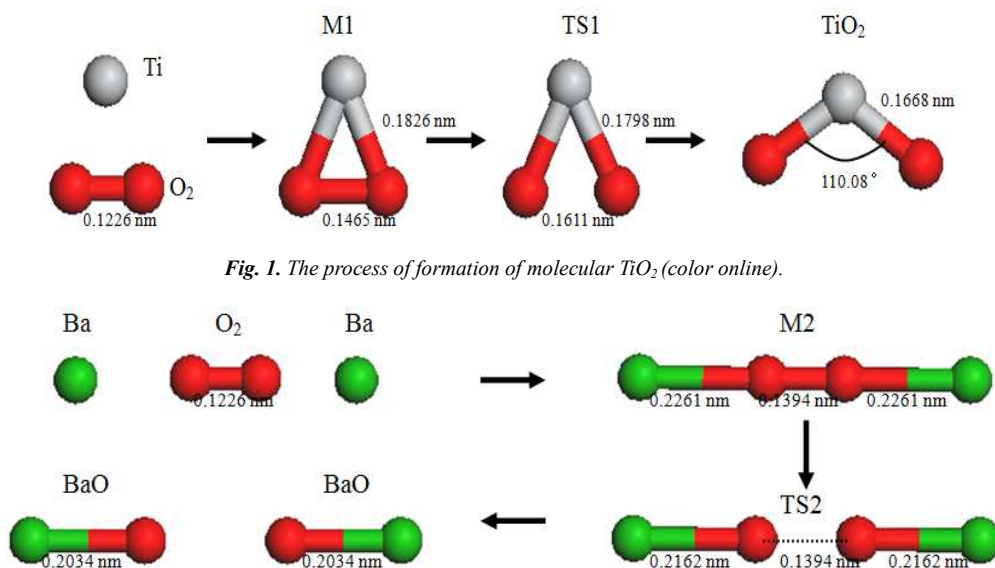 M1 TS1 TiO2
Ti
0.1668 nm
0.1826 nm 0.1798 nm
O2
110.08°
0.1226 nm 0.1465 nm 0.1611 nm
Fig. 1. The process of formation of molecular TiO2 (color online).
Ba O2 Ba M2
0.1226 nm 0.2261 nm 0.1394 nm 0.2261 nm
BaO BaO
TS2
0.2034 nm 0.2034 nm 0.2162 nm 0.1394 nm 0.2162 nm